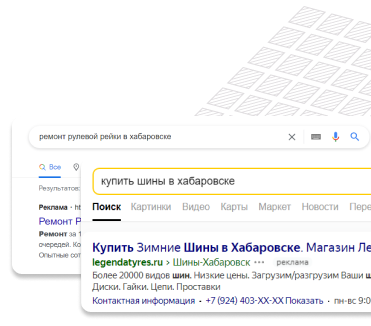 ремонт рулевой рейки в хабаровске
Все
Результатов:
Реклама
Ремонт Р
Ремонт за 1
очередей. Ко
Опытные сот
купить шины в хабаровске
Поиск Картинки Видео Карты Маркет Новости Пере
Купить Зимние Шины в Хабаровске. Магазин Ле
legendatyres.ru › Шины-Хабаровск ••• реклама
Более 20000 видов шин. Низкие цены. Загрузим/разгрузим Ваши ш
Диски. Гайки. Цепи. Проставки
Контактная информация · +7 (924) 403-XX-XX Показать · пн-вс 9:0